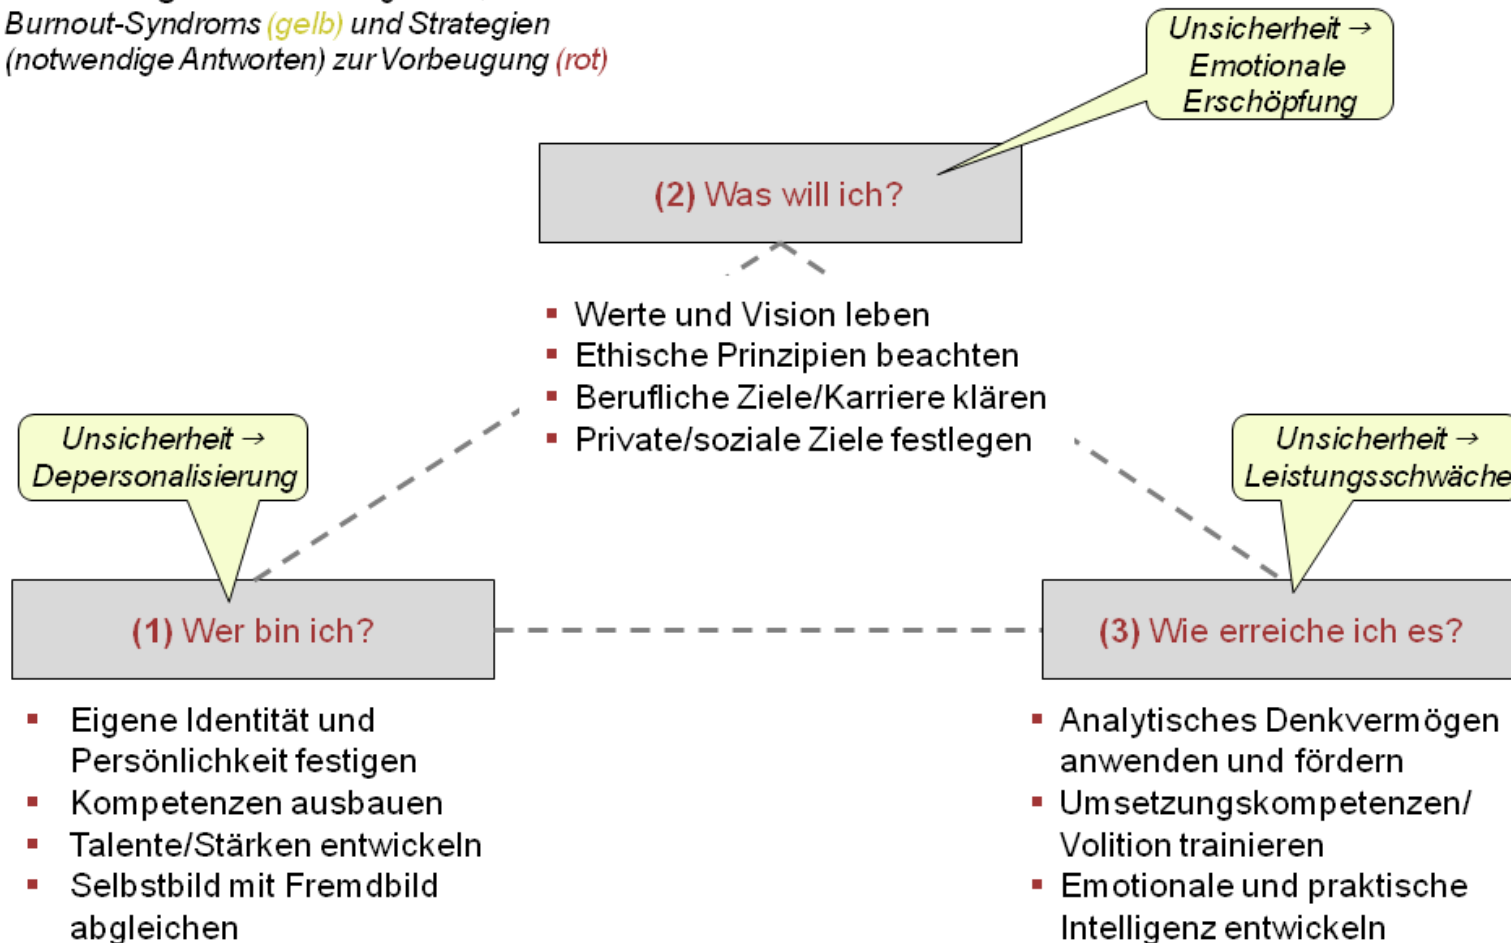 Burnout-Syndroms (gelb) und Strategien
(notwendige Antworten) zur Vorbeugung (rot)
Unsicherheit →
Emotionale
Erschöpfung
(2) Was will ich?
▪ Werte und Vision leben
▪ Ethische Prinzipien beachten
▪ Berufliche Ziele/Karriere klären
▪ Private/soziale Ziele festlegen
Unsicherheit →
Depersonalisierung
Unsicherheit →
Leistungsschwäche
(1) Wer bin ich?
▪ Eigene Identität und
Persönlichkeit festigen
▪ Kompetenzen ausbauen
▪ Talente/Stärken entwickeln
▪ Selbstbild mit Fremdbild
abgleichen
(3) Wie erreiche ich es?
▪ Analytisches Denkvermögen
anwenden und fördern
▪ Umsetzungskompetenzen/
Volition trainieren
▪ Emotionale und praktische
Intelligenz entwickeln